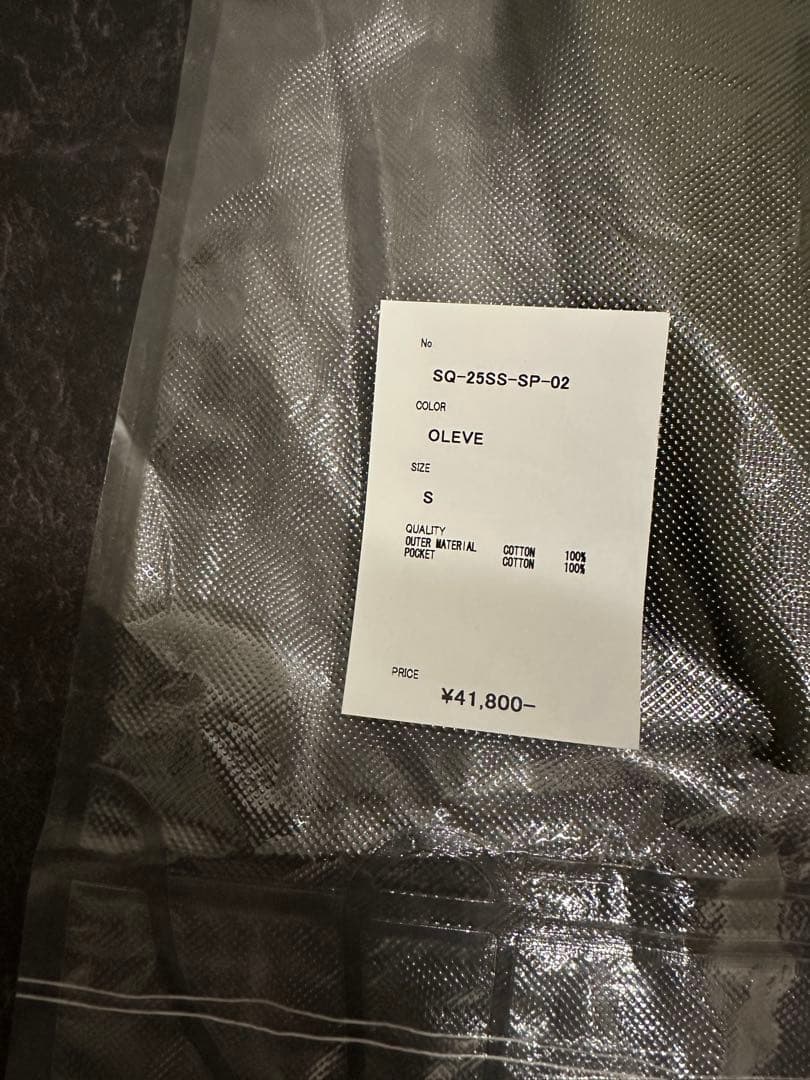 No
SQ-25SS-SP-02
COLOR
OLEVE
SIZE
S
QUALITY
OUTER MATERIAL COTTON 100%
POCKET COTTON 100%
PRICE
¥41,800-